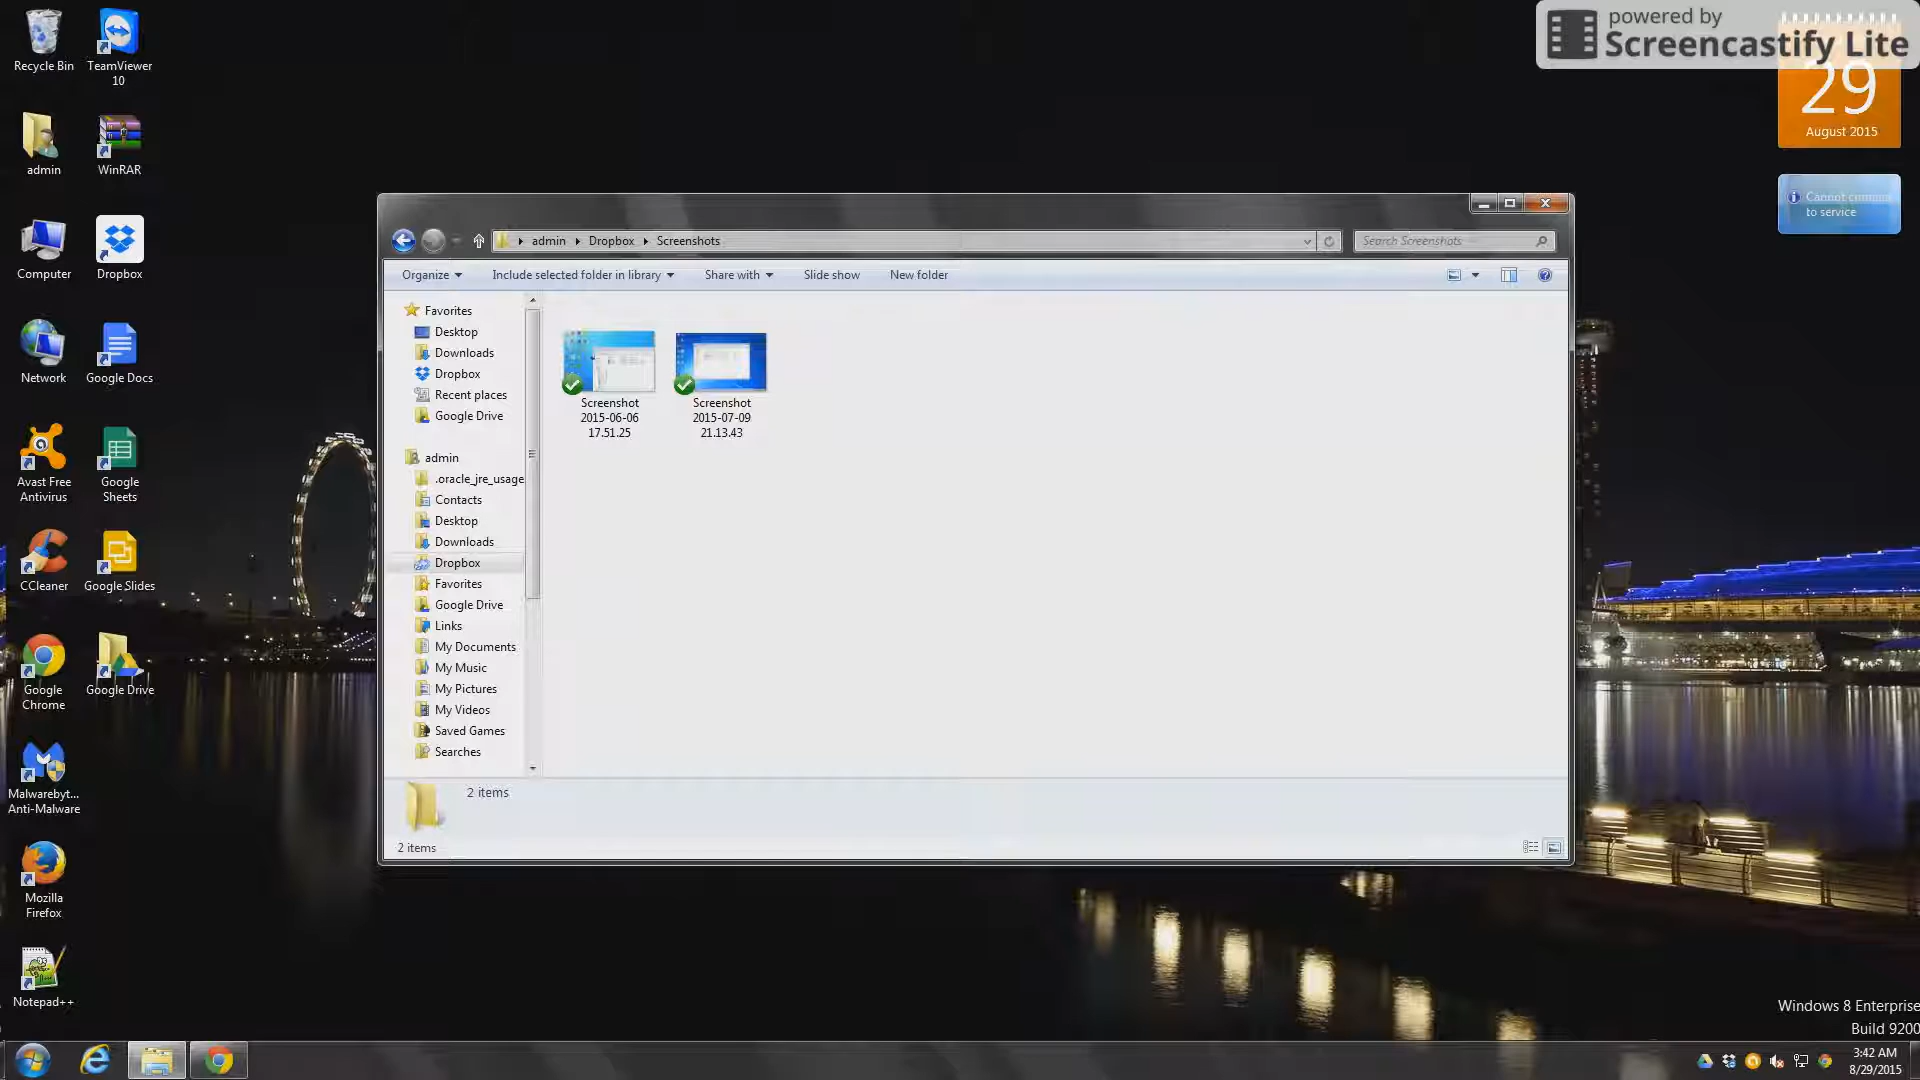 Recycle Bin
TeamViewer
10
admin
WinRAR
Computer
Dropbox
Network
Google Docs
Avast Free
Antivirus
Google
Sheets
CCleaner
Google Slides
Google
Chrome
Google Drive
Malwarebyt...
Anti-Malware
Mozilla
Firefox
Notepad++
powered by
Screencastify Lite
29
August 2015
Cannot connect
to service
admin
Dropbox
Screenshots
Search Screenshots
Organize
Include selected folder in library
Share with
Slide show
New folder
Favorites
Desktop
Downloads
Dropbox
Recent places
Google Drive
admin
.oracle_jre_usage
Contacts
Desktop
Downloads
Dropbox
Favorites
Google Drive
Links
My Documents
My Music
My Pictures
My Videos
Saved Games
Searches
Screenshot
2015-06-06
17.51.25
Screenshot
2015-07-09
21.13.43
2 items
2 items
Windows 8 Enterprise
Build 9200
3:42 AM
8/29/2015